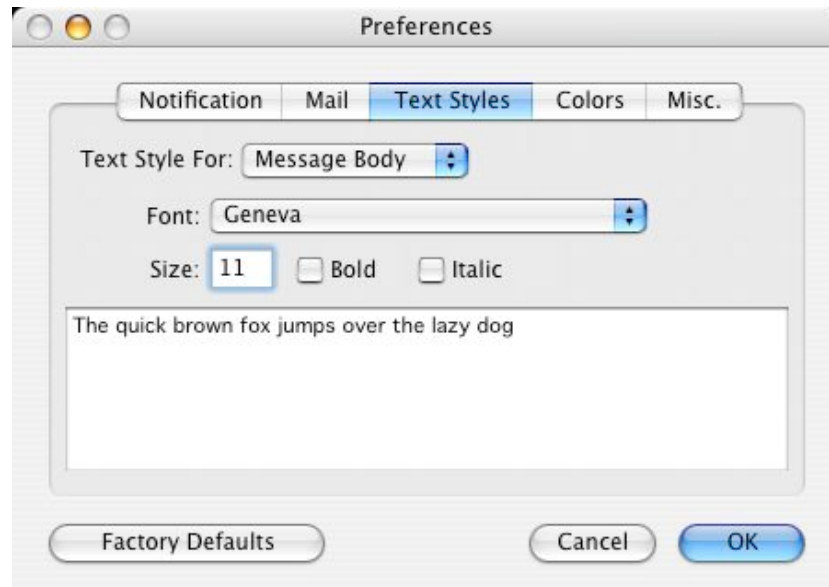 Preferences
Notification Mail Text Styles Colors Misc.
Text Style For: Message Body
Font: Geneva
Size: 11 Bold Italic
The quick brown fox jumps over the lazy dog
Factory Defaults Cancel OK